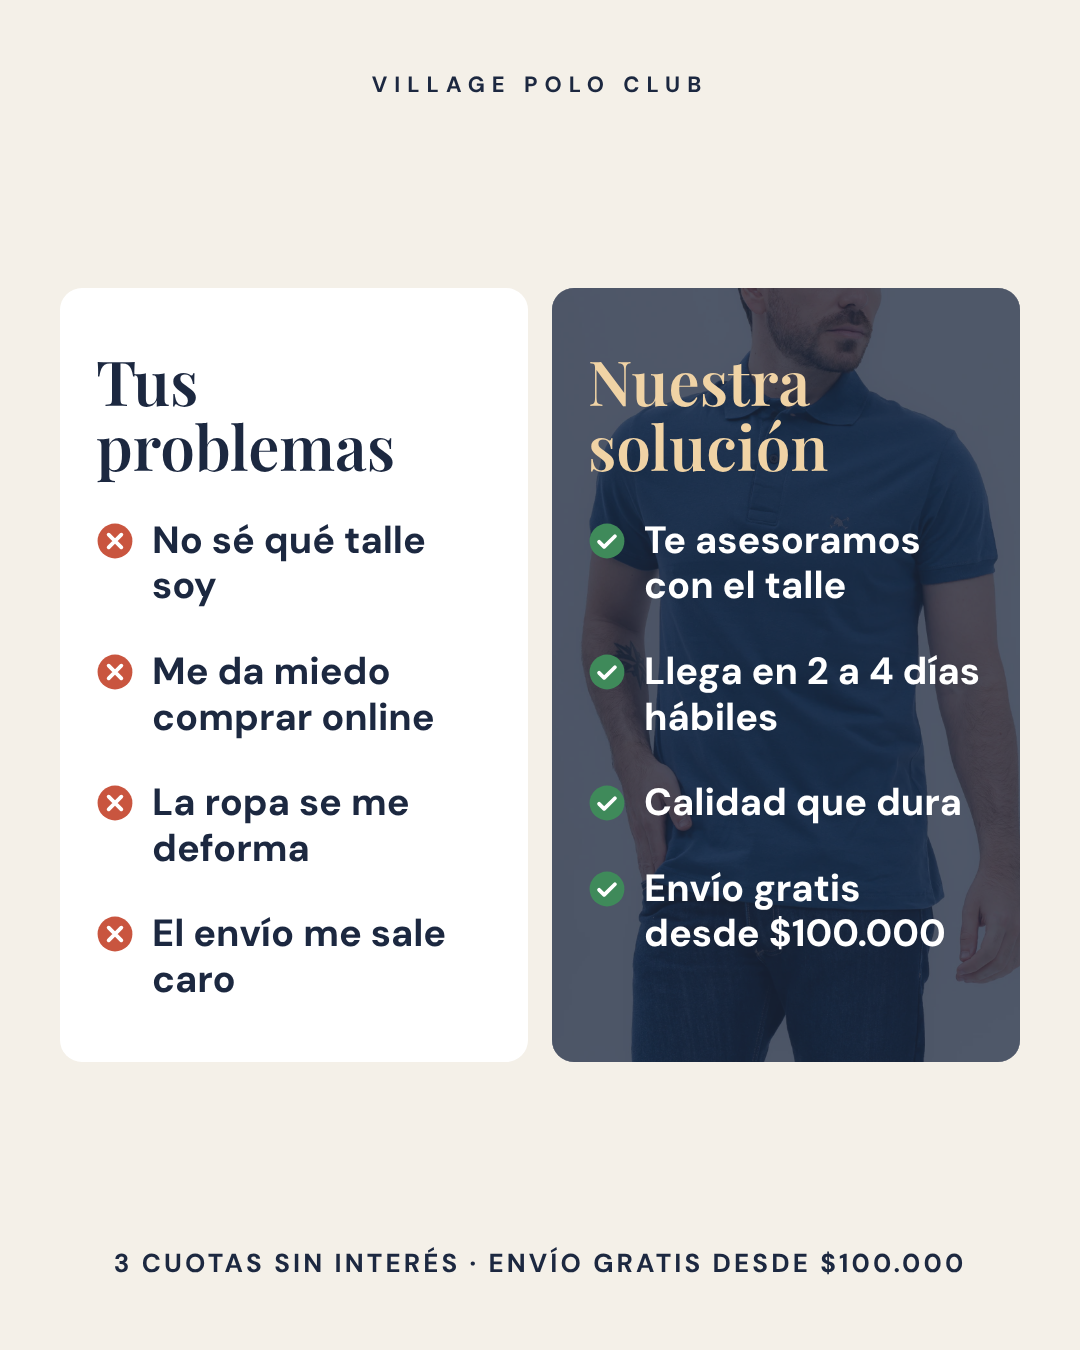 VILLAGE POLO CLUB
Tus
problemas
No sé qué talle
soy
Me da miedo
comprar online
La ropa se me
deforma
El envío me sale
caro
Nuestra
solución
Te asesoramos
con el talle
Llega en 2 a 4 días
hábiles
Calidad que dura
Envío gratis
desde $100.000
3 CUOTAS SIN INTERÉS · ENVÍO GRATIS DESDE $100.000